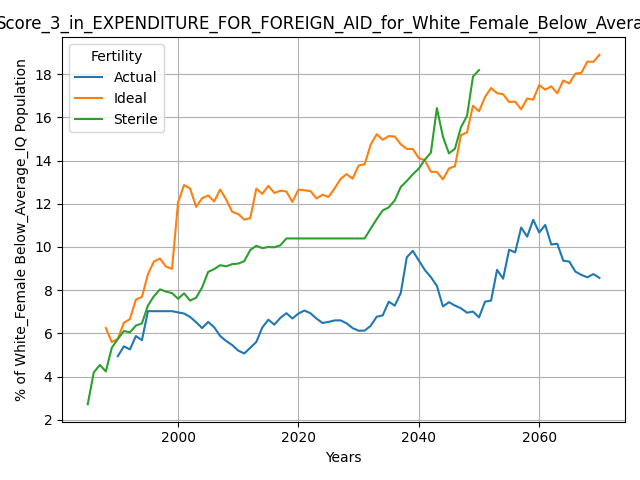 Score_3_in_EXPENDITURE_FOR_FOREIGN_AID_for_White_Female_Below_Avera
Fertility
Actual
Ideal
Sterile
% of White_Female Below_Average_IQ Population
18
16
14
12
10
8
6
4
2
2000 2020 2040 2060
Years